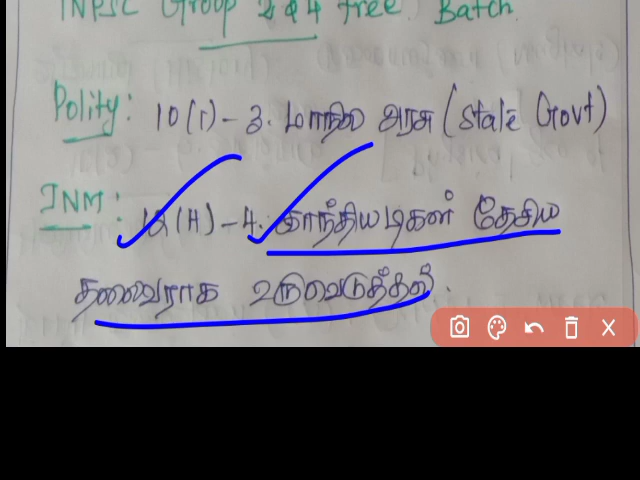 TNPSC Group 2 & 4 free Batch.
Polity: 10(1) - 3. மாநில அரசு (State Govt)
INM: 12(H) - 4. காந்தியடிகள் தேசிய
தலைவராக உருவெடுத்தல்.